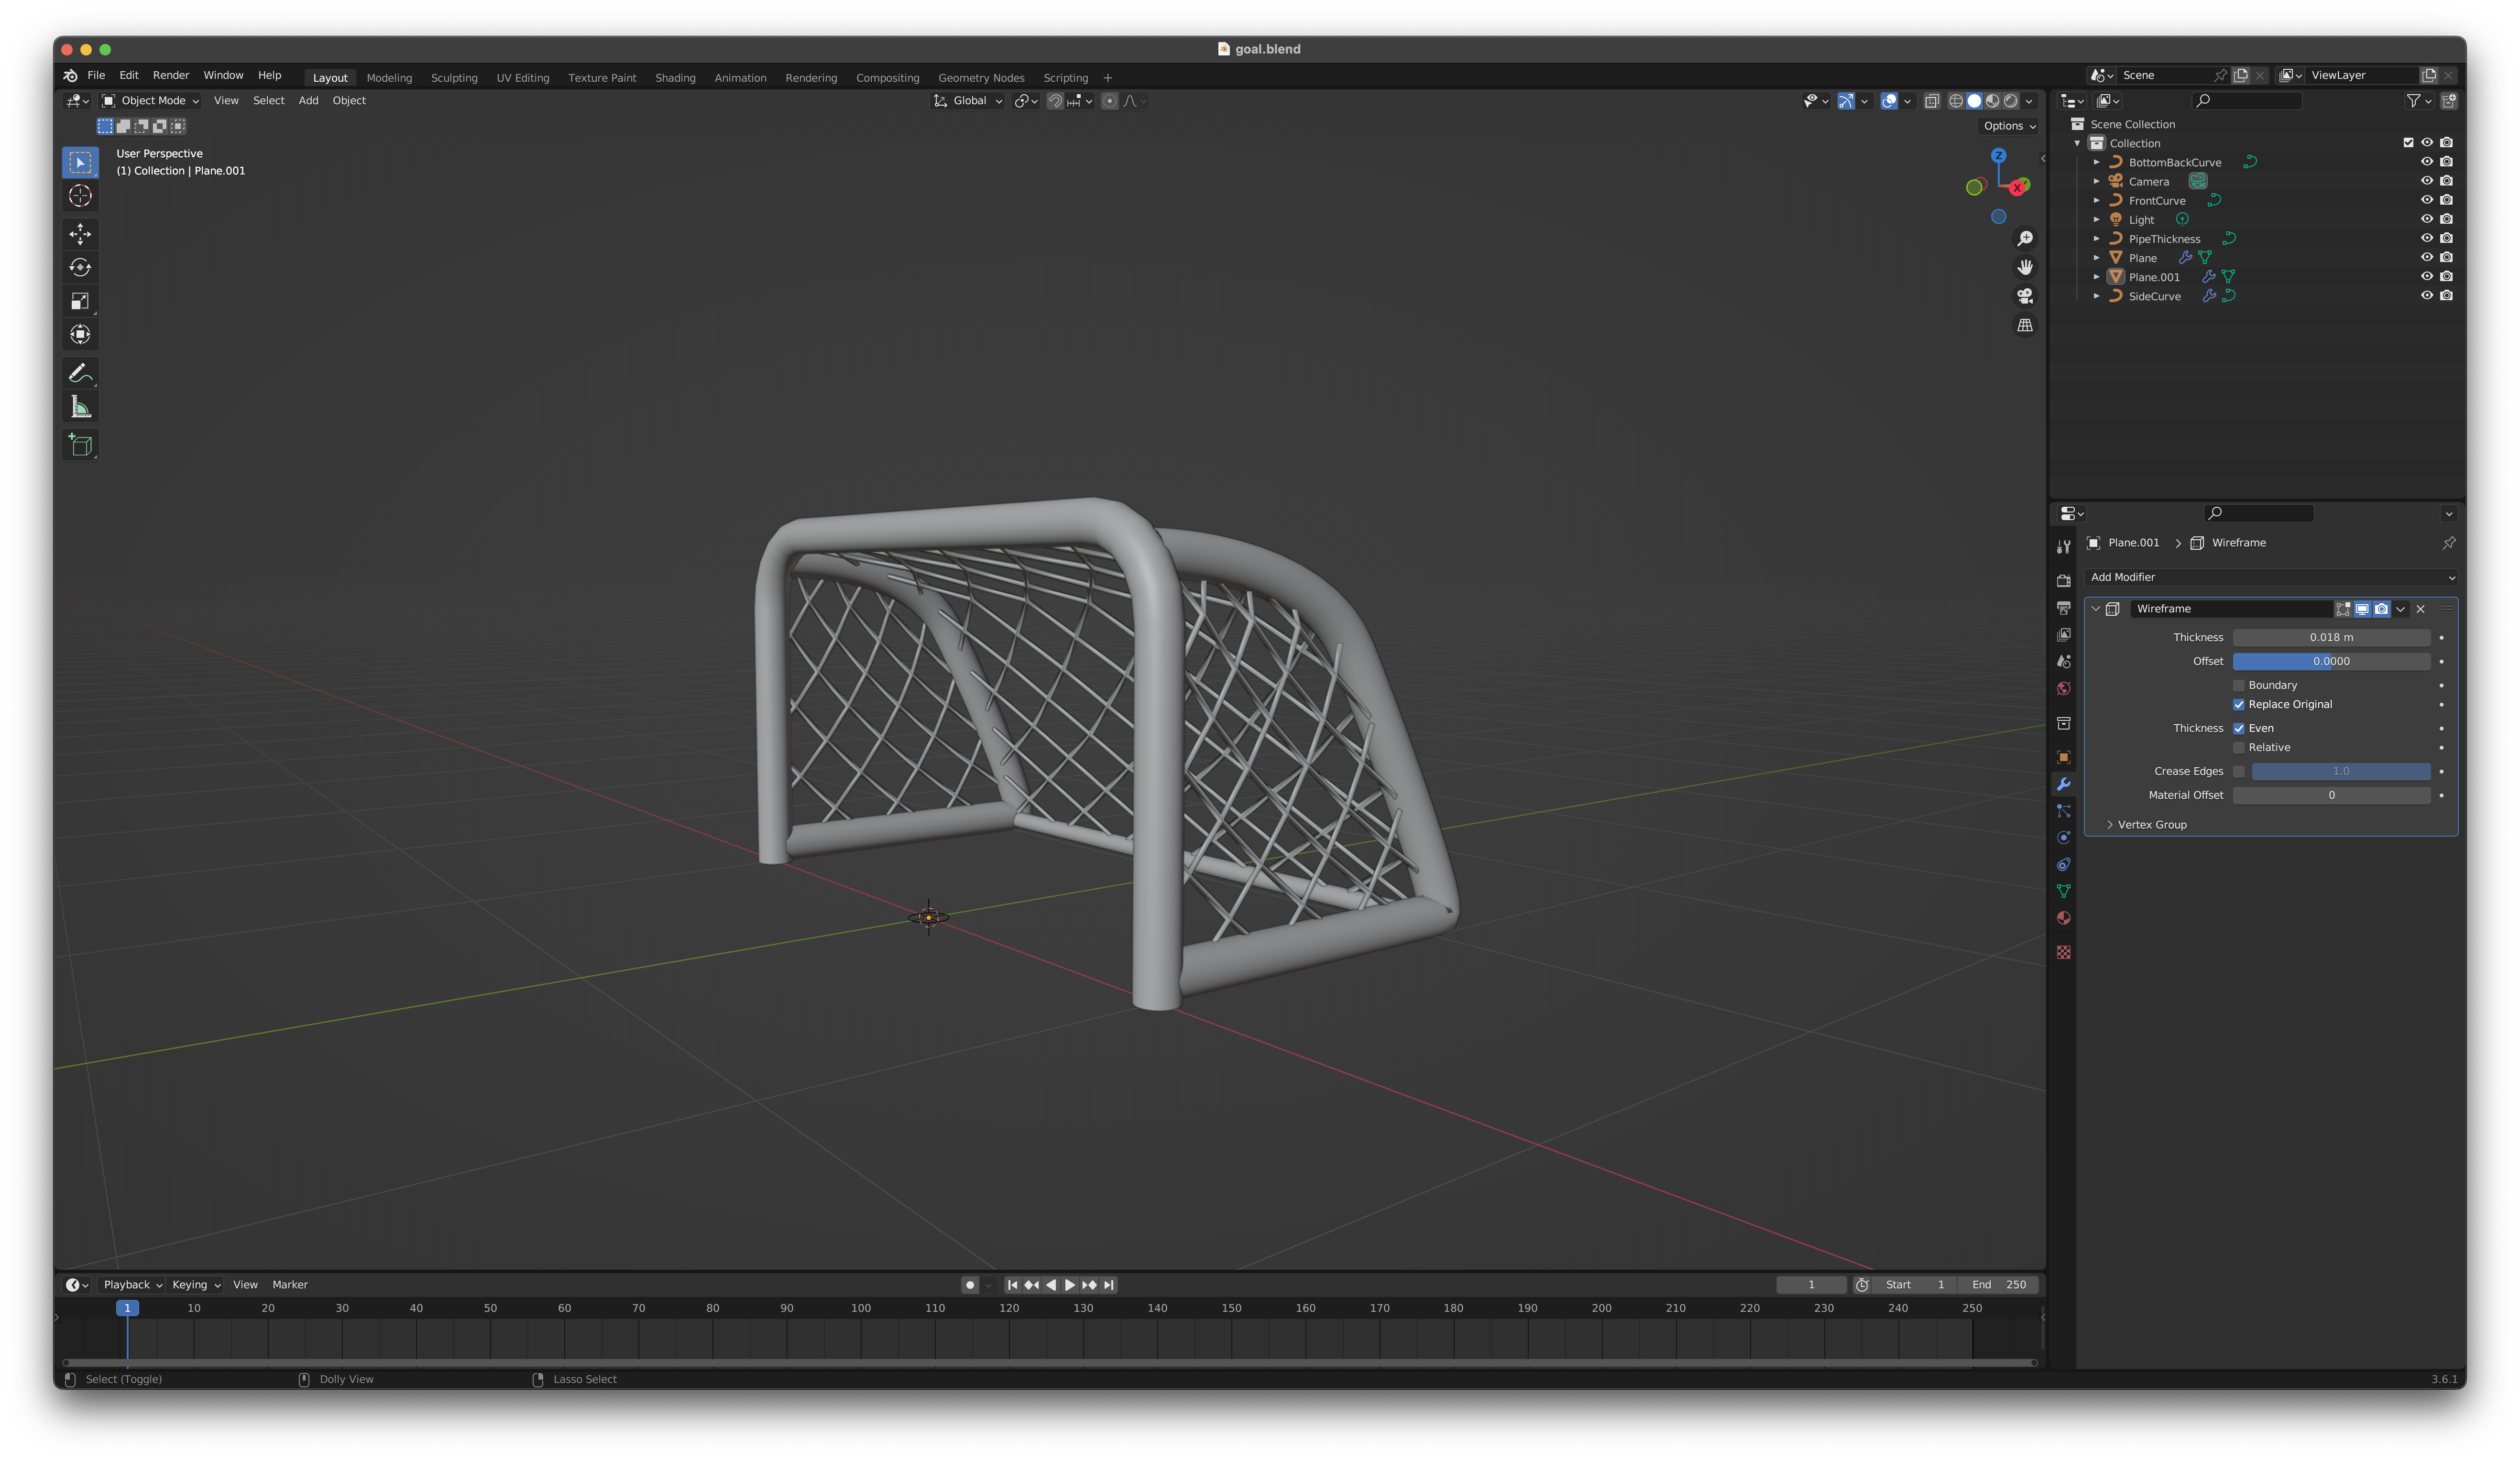 goal.blend
File Edit Render Window Help Layout Modeling Sculpting UV Editing Texture Paint Shading Animation Rendering Compositing Geometry Nodes Scripting + Scene ViewLayer
Object Mode View Select Add Object Global
Options
User Perspective
(1) Collection | Plane.001
Z
X
Scene Collection
Collection
BottomBackCurve
Camera
FrontCurve
Light
PipeThickness
Plane
Plane.001
SideCurve
Plane.001 Wireframe
Add Modifier
Wireframe
Thickness 0.018 m
Offset 0.0000
Boundary
Replace Original
Thickness Even
Relative
Crease Edges 1.0
Material Offset 0
Vertex Group
Playback Keying View Marker 1 Start 1 End 250
1 10 20 30 40 50 60 70 80 90 100 110 120 130 140 150 160 170 180 190 200 210 220 230 240 250
Select (Toggle) Dolly View Lasso Select 3.6.1